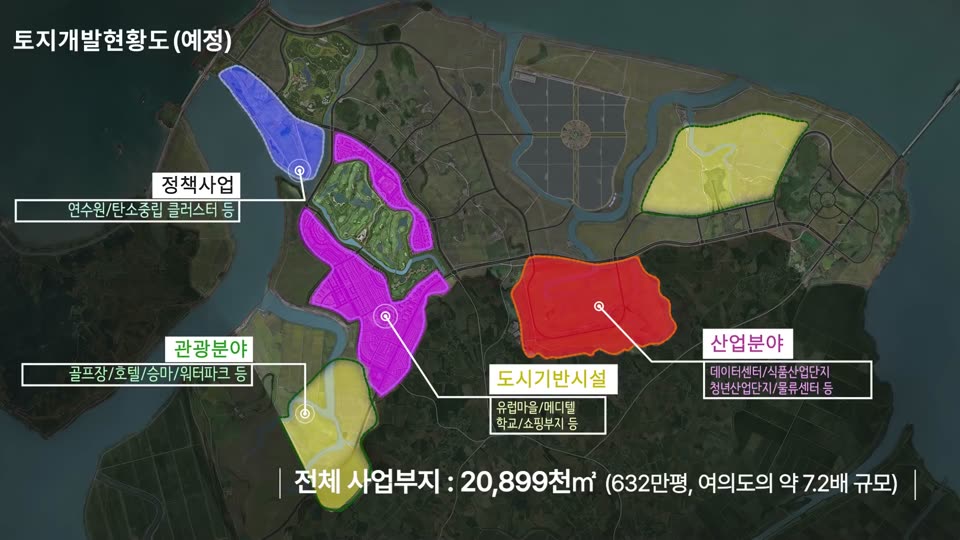 토지개발현황도 (예정)
정책사업
연수원/탄소중립 클러스터 등
관광분야
골프장/호텔/승마/워터파크 등
도시기반시설
유럽마을/메디텔
학교/쇼핑부지 등
산업분야
데이터센터/식품산업단지
청년산업단지/물류센터 등
전체 사업부지 : 20,899천㎡ (632만평, 여의도의 약 7.2배 규모)